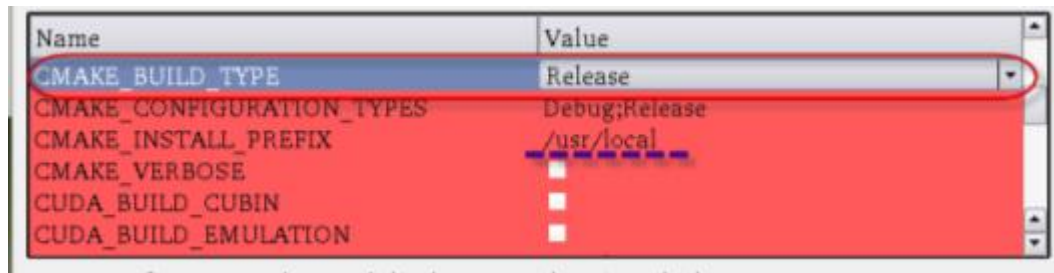 Name Value
CMAKE_BUILD_TYPE Release
CMAKE_CONFIGURATION_TYPES Debug;Release
CMAKE_INSTALL_PREFIX /usr/local
CMAKE_VERBOSE
CUDA_BUILD_CUBIN
CUDA_BUILD_EMULATION